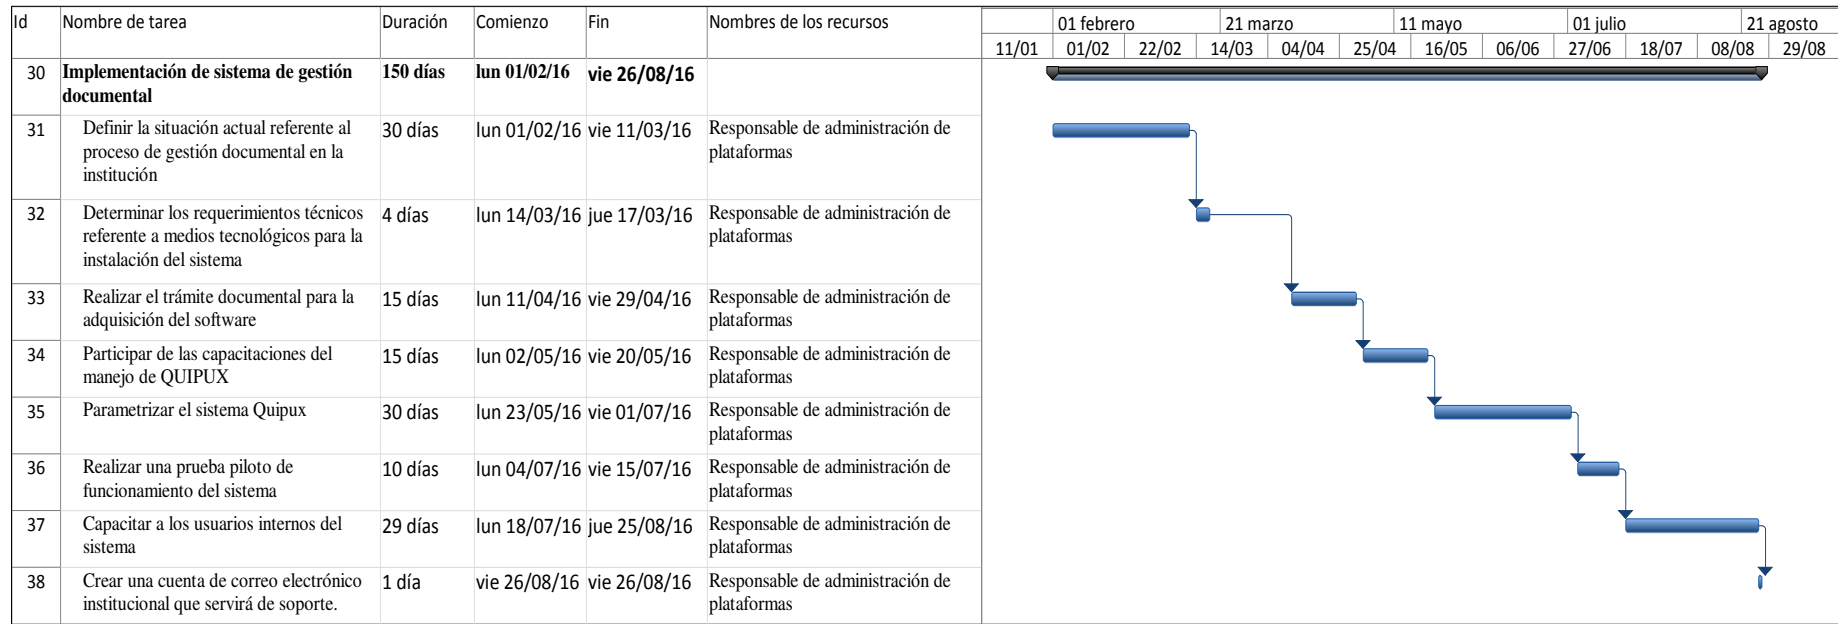 Id Nombre de tarea Duración Comienzo Fin Nombres de los recursos
01 febrero 21 marzo 11 mayo 01 julio 21 agosto
11/01 01/02 22/02 14/03 04/04 25/04 16/05 06/06 27/06 18/07 08/08 29/08
30 Implementación de sistema de gestión 150 días lun 01/02/16 vie 26/08/16
documental
31 Definir la situación actual referente al 30 días lun 01/02/16 vie 11/03/16 Responsable de administración de
proceso de gestión documental en la plataformas
institución
32 Determinar los requerimientos técnicos 4 días lun 14/03/16 jue 17/03/16 Responsable de administración de
referente a medios tecnológicos para la plataformas
instalación del sistema
33 Realizar el trámite documental para la 15 días lun 11/04/16 vie 29/04/16 Responsable de administración de
adquisición del software plataformas
34 Participar de las capacitaciones del 15 días lun 02/05/16 vie 20/05/16 Responsable de administración de
manejo de QUIPUX plataformas
35 Parametrizar el sistema Quipux 30 días lun 23/05/16 vie 01/07/16 Responsable de administración de
plataformas
36 Realizar una prueba piloto de 10 días lun 04/07/16 vie 15/07/16 Responsable de administración de
funcionamiento del sistema plataformas
37 Capacitar a los usuarios internos del 29 días lun 18/07/16 jue 25/08/16 Responsable de administración de
sistema plataformas
38 Crear una cuenta de correo electrónico 1 día vie 26/08/16 vie 26/08/16 Responsable de administración de
institucional que servirá de soporte. plataformas